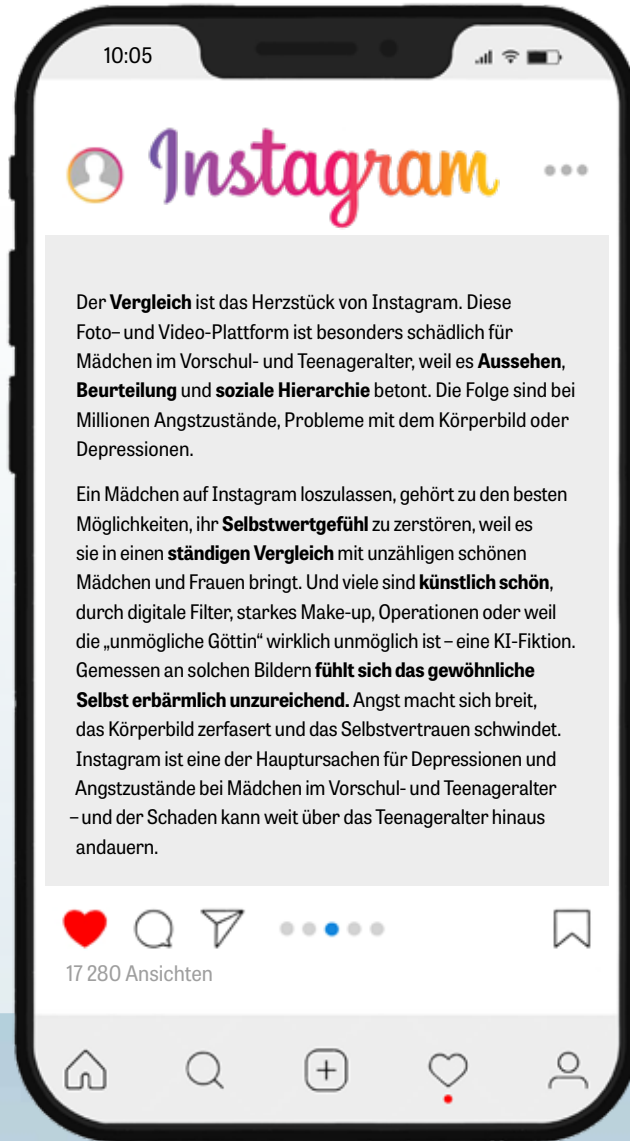 10:05
Instagram
Der Vergleich ist das Herzstück von Instagram. Diese
Foto– und Video-Plattform ist besonders schädlich für
Mädchen im Vorschul- und Teenageralter, weil es Aussehen,
Beurteilung und soziale Hierarchie betont. Die Folge sind bei
Millionen Angstzustände, Probleme mit dem Körperbild oder
Depressionen.
Ein Mädchen auf Instagram loszulassen, gehört zu den besten
Möglichkeiten, ihr Selbstwertgefühl zu zerstören, weil es
sie in einen ständigen Vergleich mit unzähligen schönen
Mädchen und Frauen bringt. Und viele sind künstlich schön,
durch digitale Filter, starkes Make-up, Operationen oder weil
die „unmögliche Göttin“ wirklich unmöglich ist – eine KI-Fiktion.
Gemessen an solchen Bildern fühlt sich das gewöhnliche
Selbst erbärmlich unzureichend. Angst macht sich breit,
das Körperbild zerfasert und das Selbstvertrauen schwindet.
Instagram ist eine der Hauptursachen für Depressionen und
Angstzustände bei Mädchen im Vorschul- und Teenageralter
– und der Schaden kann weit über das Teenageralter hinaus
andauern.
17 280 Ansichten